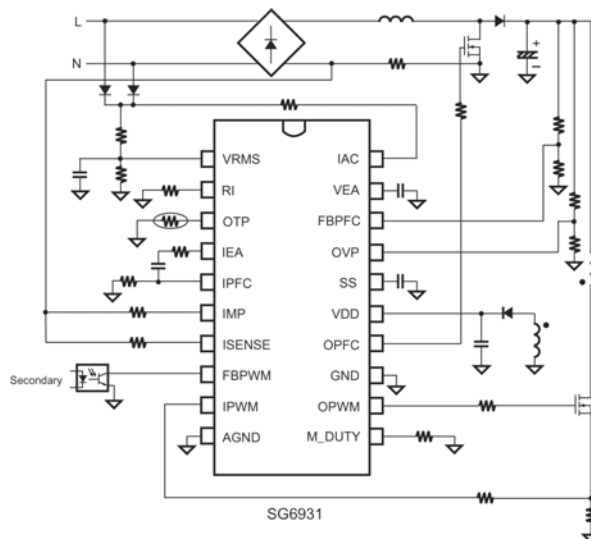 L
N
VRMS
IAC
RI
VEA
OTP
FBPFC
IEA
OVP
IPFC
SS
IMP
VDD
ISENSE
OPFC
Secondary
FBPWM
GND
IPWM
OPWM
AGND
M_DUTY
SG6931
+